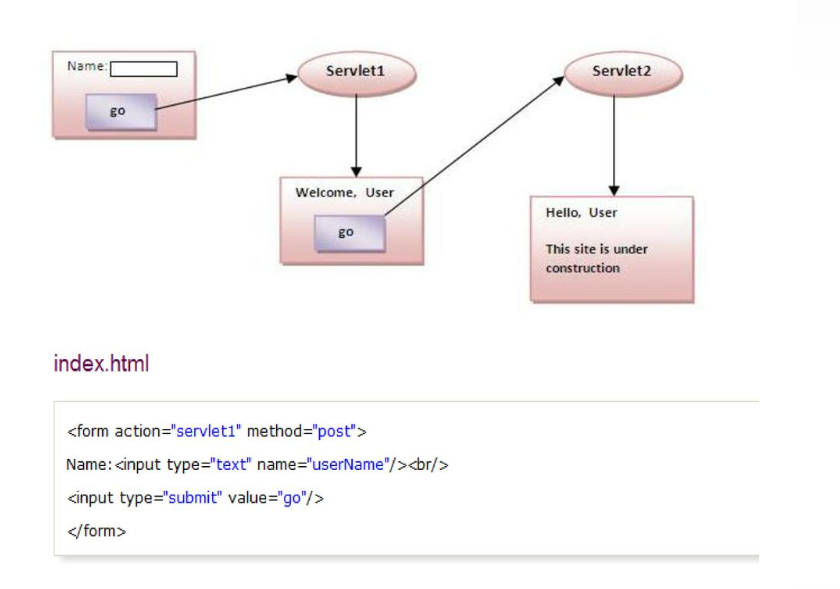 Name:
go
Servlet1
Servlet2
Welcome, User
go
Hello, User
This site is under
construction
index.html
<form action="servlet1" method="post">
Name:<input type="text" name="userName"/><br/>
<input type="submit" value="go"/>
</form>